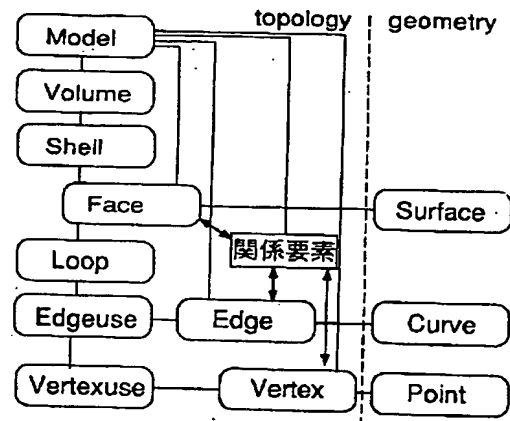 topology geometry
Model
Volume
Shell
Face
Surface
関係要素
Loop
Edgeuse
Edge
Curve
Vertexuse
Vertex
Point